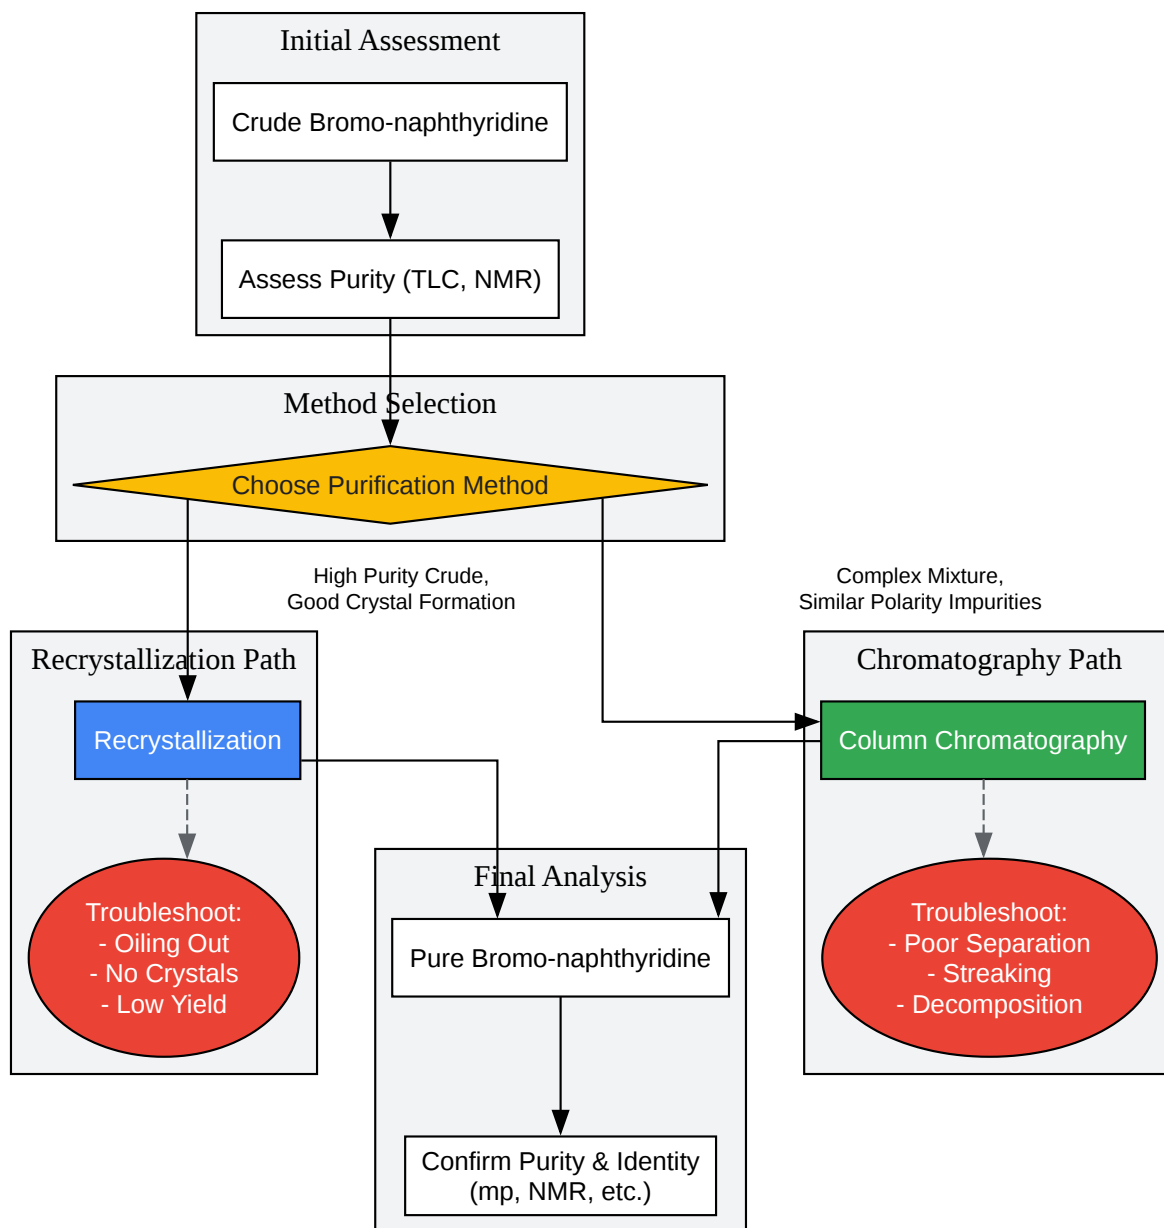 Initial Assessment
Crude Bromo-naphthyridine
Assess Purity (TLC, NMR)
Method Selection
Choose Purification Method
High Purity Crude,
Good Crystal Formation
Complex Mixture,
Similar Polarity Impurities
Recrystallization Path
Recrystallization
Troubleshoot:
- Oiling Out
- No Crystals
- Low Yield
Chromatography Path
Column Chromatography
Troubleshoot:
- Poor Separation
- Streaking
- Decomposition
Final Analysis
Pure Bromo-naphthyridine
Confirm Purity & Identity
(mp, NMR, etc.)